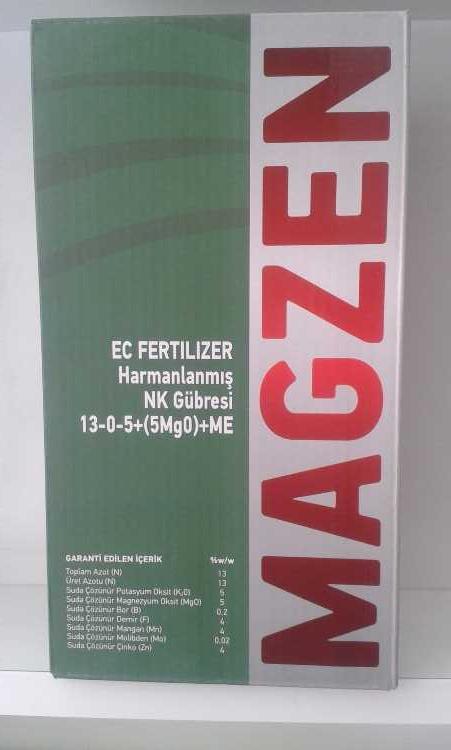 MAGZEN
EC FERTILIZER
Harmanlanmış
NK Gübresi
13-0-5+(5MgO)+ME
GARANTİ EDİLEN İÇERİK %w/w
Toplam Azot (N) 13
Üret Azotu (N) 13
Suda Çözünür Potasyum Oksit (K₂O) 5
Suda Çözünür Magnezyum Oksit (MgO) 5
Suda Çözünür Bor (B) 0.2
Suda Çözünür Demir (F) 4
Suda Çözünür Mangan (Mn) 4
Suda Çözünür Molibden (Mo) 0.02
Suda Çözünür Çinko (Zn) 4